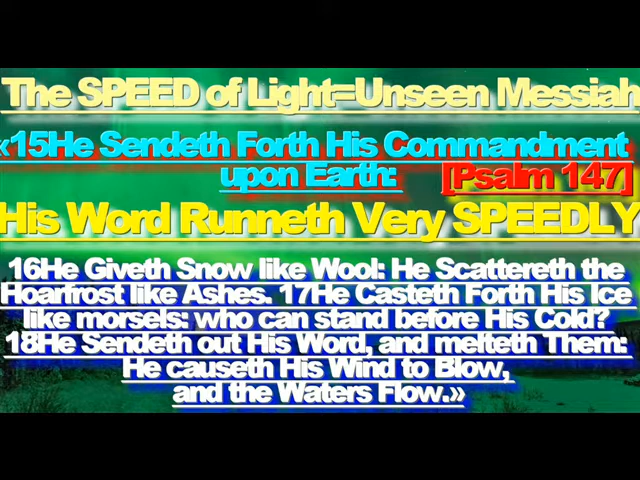 The SPEED of Light=Unseen Messiah
«15He Sendeth Forth His Commandment
upon Earth: [Psalm 147]
His Word Runneth Very SPEEDLY
16He Giveth Snow like Wool: He Scattereth the
Hoarfrost like Ashes. 17He Casteth Forth His Ice
like morsels: who can stand before His Cold?
18He Sendeth out His Word, and melteth Them:
He causeth His Wind to Blow,
and the Waters Flow.»